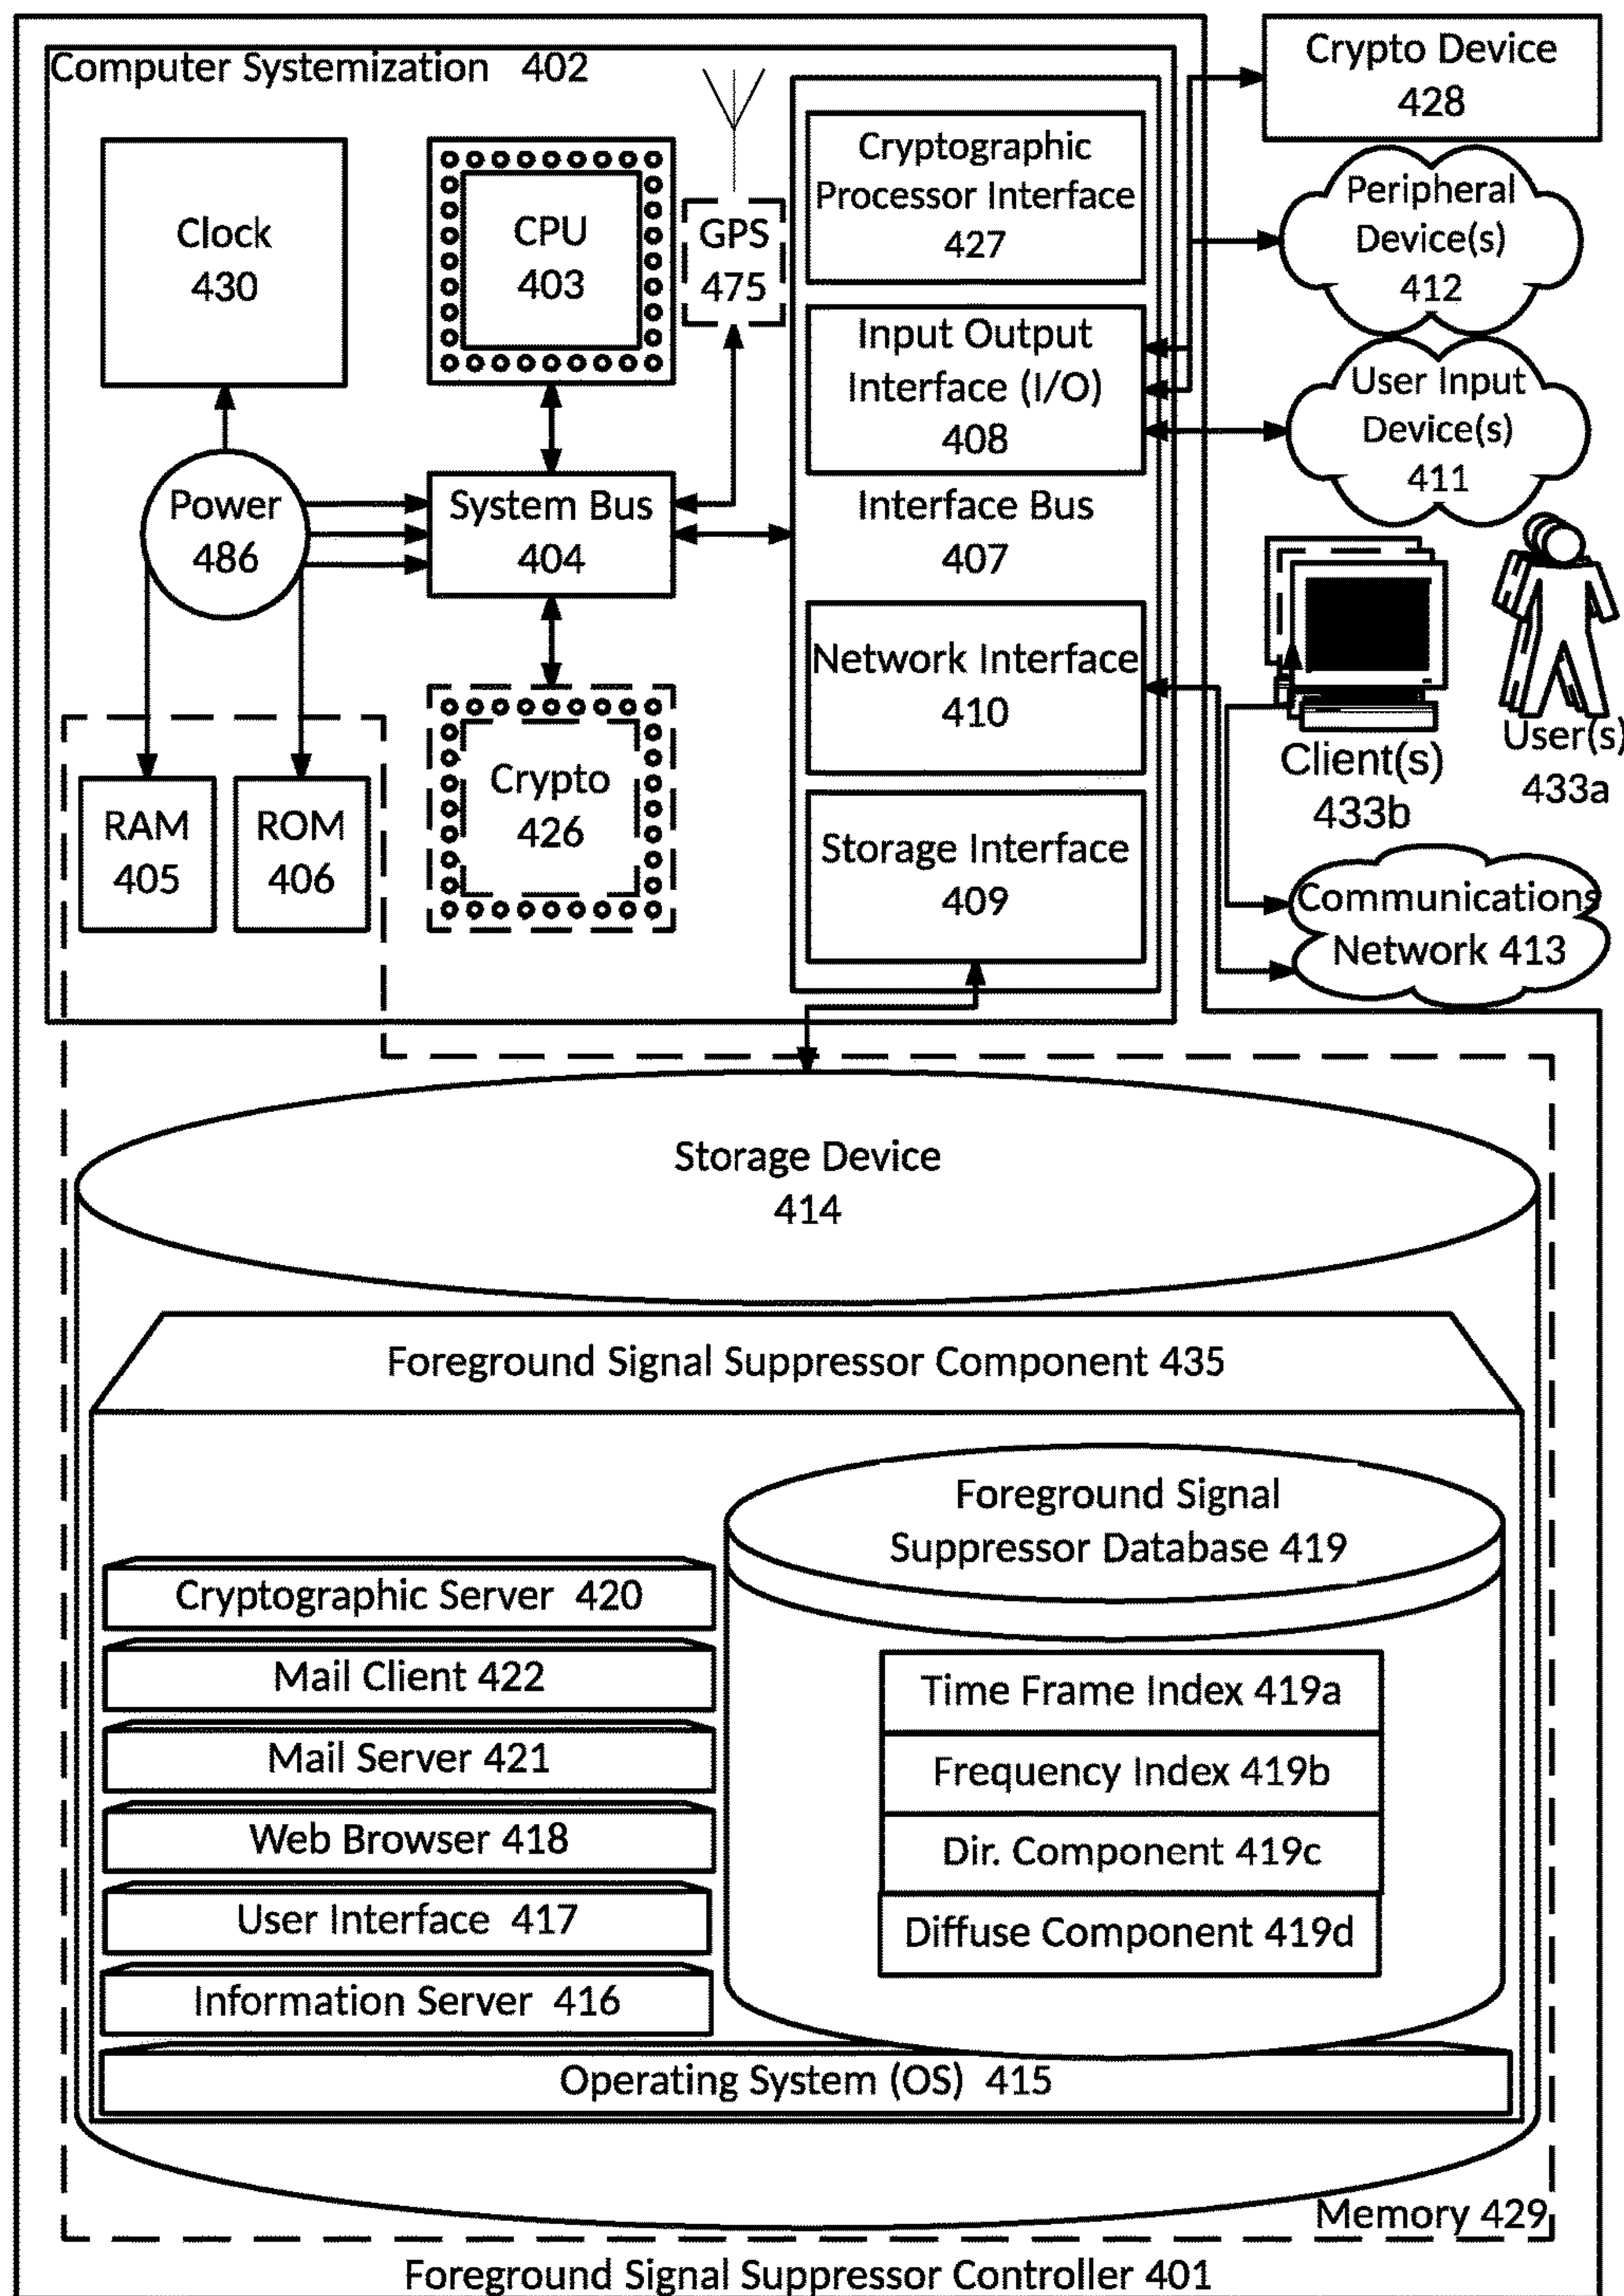 Computer Systemization 402
Clock
430
CPU
403
GPS
475
Power
486
System Bus
404
RAM
405
ROM
406
Crypto
426
Cryptographic
Processor Interface
427
Input Output
Interface (I/O)
408
Interface Bus
407
Network Interface
410
Storage Interface
409
Crypto Device
428
Peripheral
Device(s)
412
User Input
Device(s)
411
Client(s)
433b
User(s)
433a
Communications
Network 413
Storage Device
414
Foreground Signal Suppressor Component 435
Foreground Signal
Suppressor Database 419
Time Frame Index 419a
Frequency Index 419b
Dir. Component 419c
Diffuse Component 419d
Cryptographic Server 420
Mail Client 422
Mail Server 421
Web Browser 418
User Interface 417
Information Server 416
Operating System (OS) 415
Memory 429
Foreground Signal Suppressor Controller 401